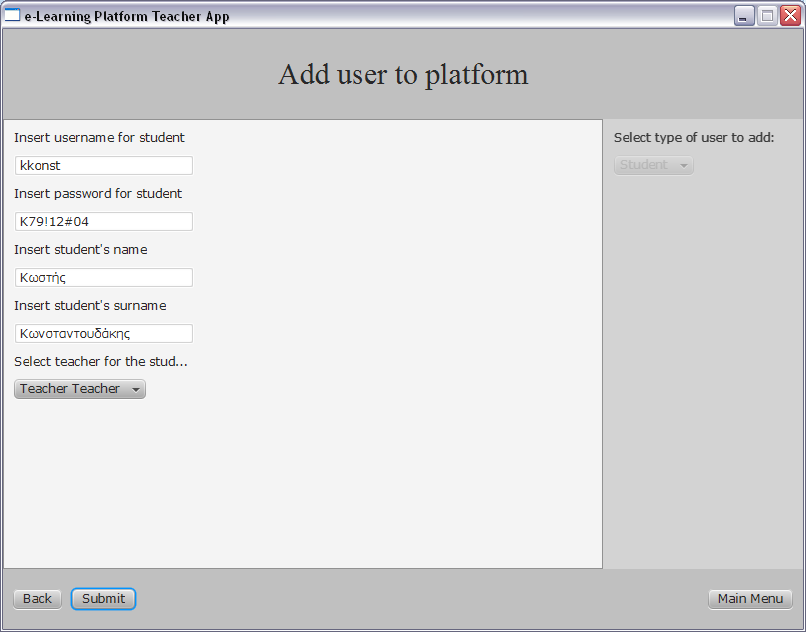 e-Learning Platform Teacher App
Add user to platform
Insert username for student
kkonst
Insert password for student
K79!12#04
Insert student's name
Κωστής
Insert student's surname
Κωνσταντουδάκης
Select teacher for the stud...
Teacher Teacher
Select type of user to add:
Student
Back
Submit
Main Menu